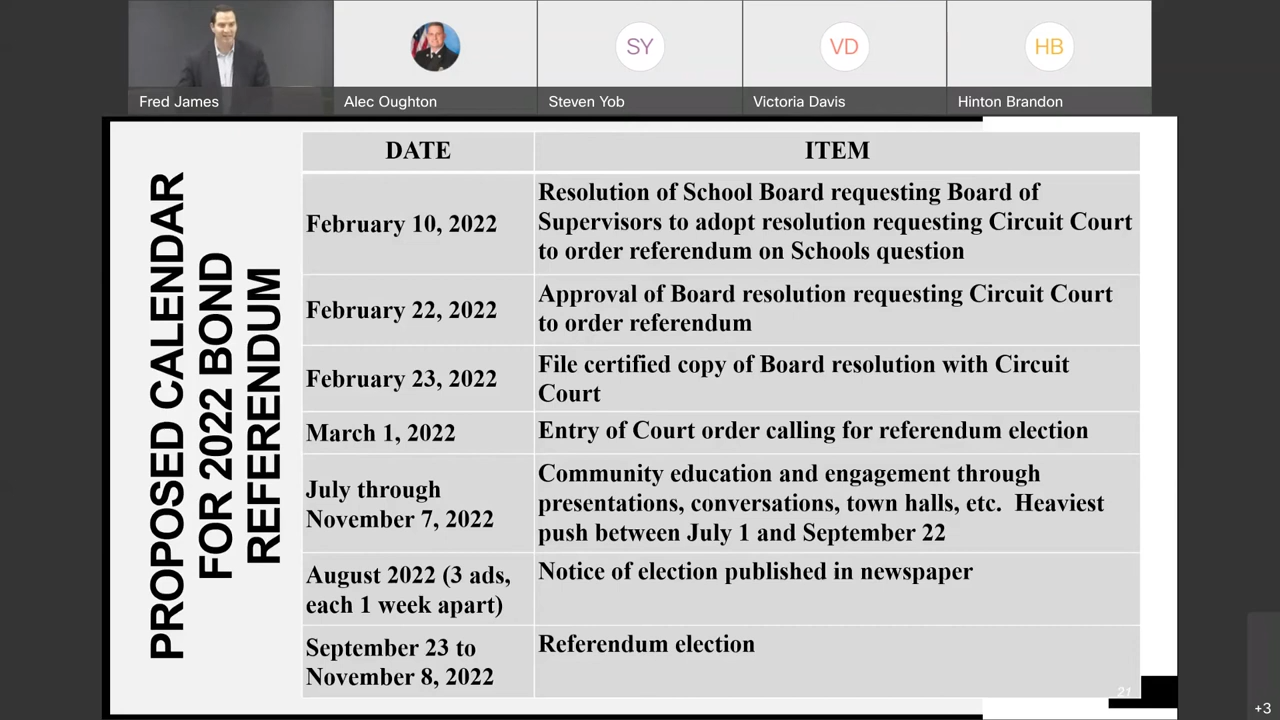 SY
VD
HB
Fred James
Alec Oughton
Steven Yob
Victoria Davis
Hinton Brandon
PROPOSED CALENDAR
FOR 2022 BOND
REFERENDUM
DATE
ITEM
February 10, 2022
Resolution of School Board requesting Board of
Supervisors to adopt resolution requesting Circuit Court
to order referendum on Schools question
February 22, 2022
Approval of Board resolution requesting Circuit Court
to order referendum
February 23, 2022
File certified copy of Board resolution with Circuit
Court
March 1, 2022
Entry of Court order calling for referendum election
July through
November 7, 2022
Community education and engagement through
presentations, conversations, town halls, etc.  Heaviest
push between July 1 and September 22
August 2022 (3 ads,
each 1 week apart)
Notice of election published in newspaper
September 23 to
November 8, 2022
Referendum election
21
+3